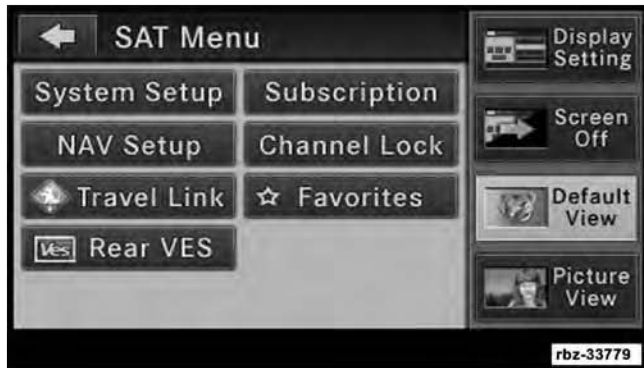 SAT Menu
System Setup
Subscription
NAV Setup
Channel Lock
Travel Link
Favorites
Ves Rear VES
Display
Setting
Screen
Off
Default
View
Picture
View
rbz-33779